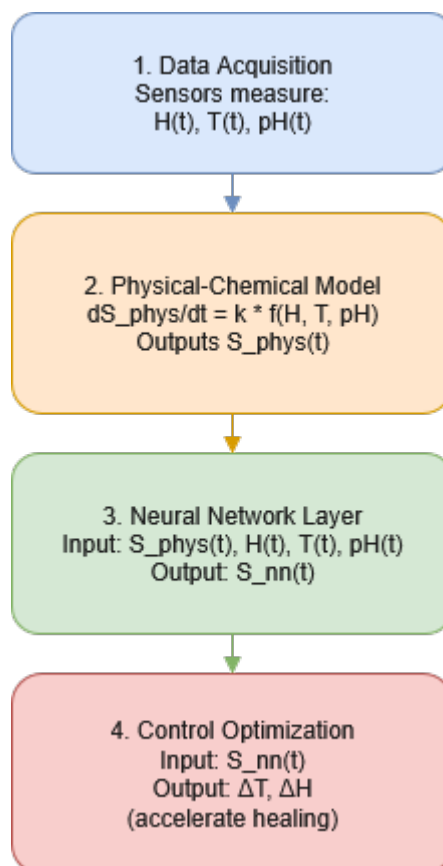 1. Data Acquisition
Sensors measure:
H(t), T(t), pH(t)
2. Physical-Chemical Model
dS_phys/dt = k * f(H, T, pH)
Outputs S_phys(t)
3. Neural Network Layer
Input: S_phys(t), H(t), T(t), pH(t)
Output: S_nn(t)
4. Control Optimization
Input: S_nn(t)
Output: ΔT, ΔH
(accelerate healing)